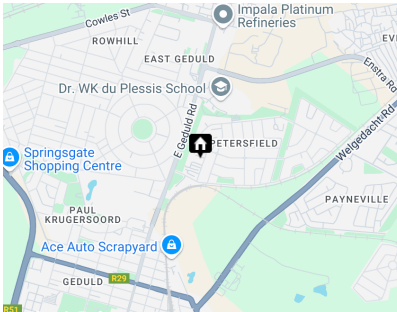 Cowles St
Impala Platinum
Refineries
ROWHILL
EAST GEDULD
Enstra Rd
Dr. WK du Plessis School
E Geduld Rd
PETERSFIELD
Welgedacht Rd
Springsgate
Shopping Centre
PAYNEVILLE
PAUL
KRUGERSOORD
Ace Auto Scrapyard
R29
GEDULD
R51